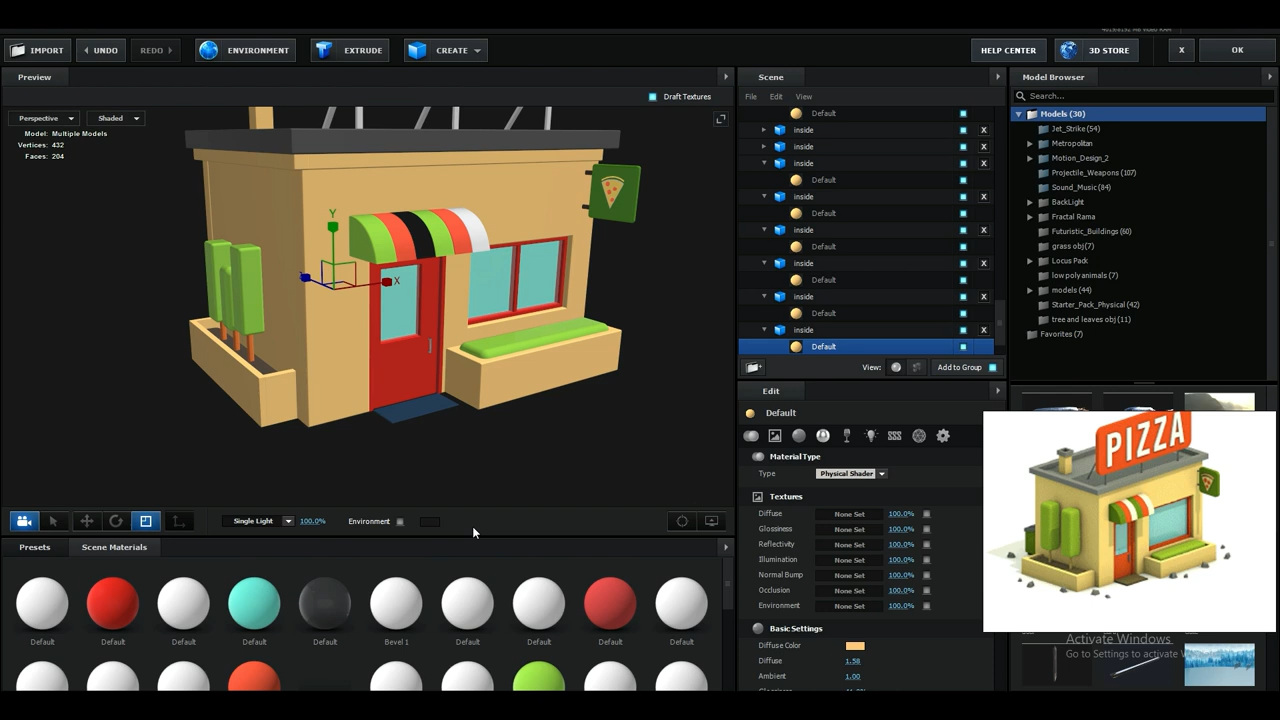 IMPORT
UNDO
REDO
ENVIRONMENT
EXTRUDE
CREATE
HELP CENTER
3D STORE
X
OK
Preview
Draft Textures
Perspective
Shaded
Model: Multiple Models
Vertices: 432
Faces: 204
Y
X
Single Light
100.0%
Environment
Presets
Scene Materials
Default
Default
Default
Default
Default
Bevel 1
Default
Default
Default
Default
Scene
File
Edit
View
Default
inside
X
inside
X
inside
X
Default
inside
X
Default
inside
X
Default
inside
X
Default
inside
X
Default
inside
X
Default
View:
Add to Group
Edit
Default
Material Type
Type
Physical Shader
Textures
Diffuse None Set 100.0%
Glossiness None Set 100.0%
Reflectivity None Set 100.0%
Illumination None Set 100.0%
Normal Bump None Set 100.0%
Occlusion None Set 100.0%
Environment None Set 100.0%
Basic Settings
Diffuse Color
Diffuse 1.58
Ambient 1.00
Model Browser
Search...
Models (30)
Jet_Strike (54)
Metropolitan
Motion_Design_2
Projectile_Weapons (107)
Sound_Music (84)
BackLight
Fractal Rama
Futuristic_Buildings (60)
grass obj (7)
Locus Pack
low poly animals (7)
models (44)
Starter_Pack_Physical (42)
tree and leaves obj (11)
Favorites (7)
PIZZA
Activate Windows
Go to Settings to activate